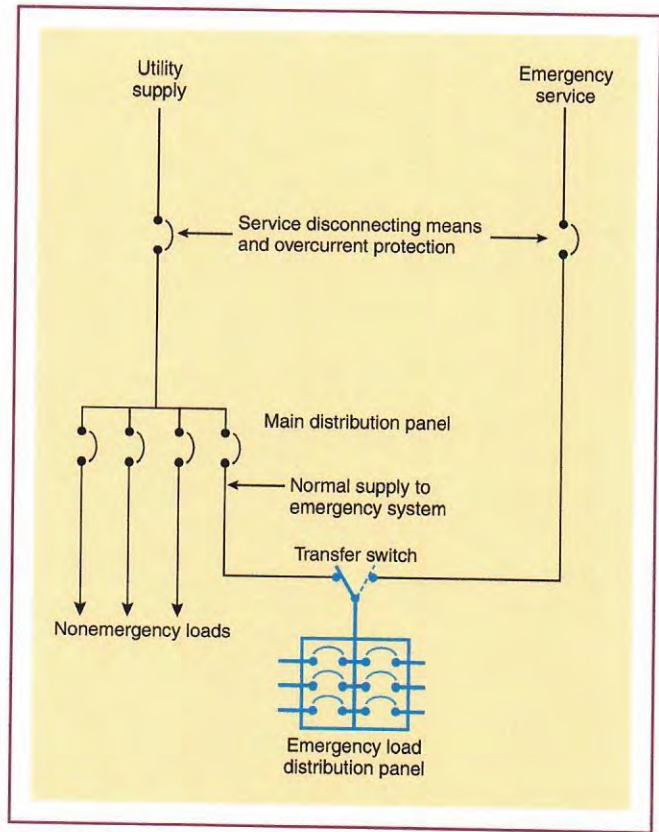 Utility
supply
Emergency
service
Service disconnecting means
and overcurrent protection
Main distribution panel
Normal supply to
emergency system
Transfer switch
Nonemergency loads
Emergency load
distribution panel